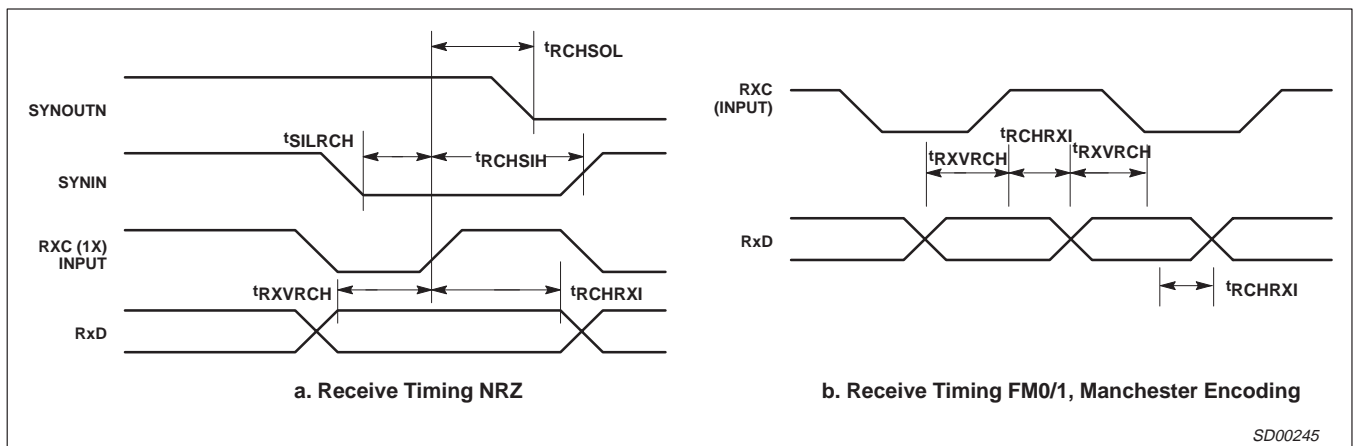 tRCHSOL
SYNOUTN
tSILRCH
tRCHSIH
SYNIN
RXC (1X)
INPUT
tRXVRCH
tRCHRXI
RxD
a. Receive Timing NRZ
RXC
(INPUT)
tRCHRXI
tRXVRCH
tRXVRCH
RxD
tRCHRXI
b. Receive Timing FM0/1, Manchester Encoding
SD00245